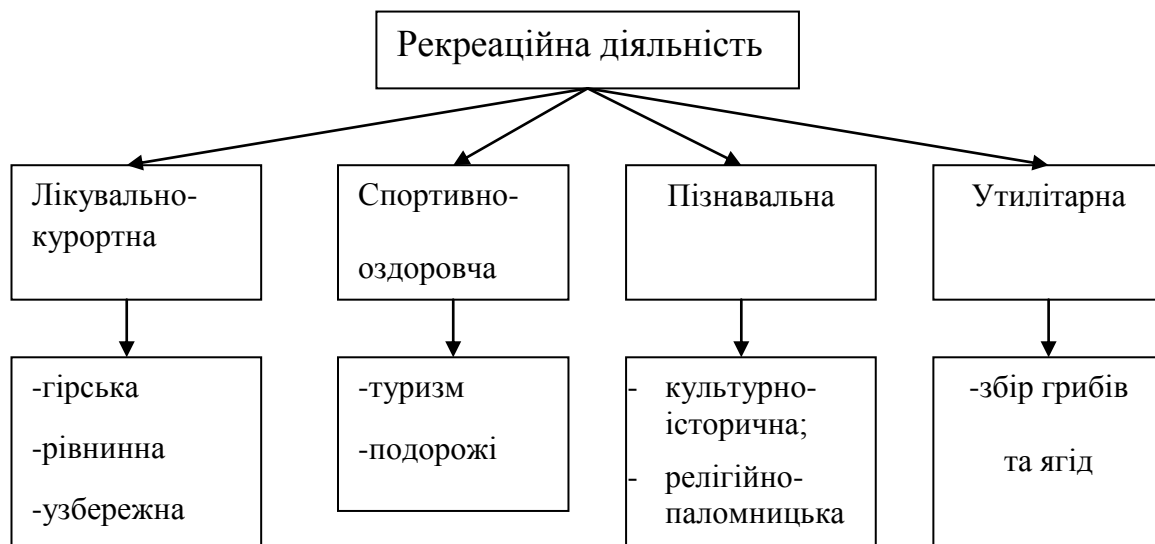 Рекреаційна діяльність
Лікувально-
курортна
Спортивно-
оздоровча
Пізнавальна
Утилітарна
-гірська
-рівнинна
-узбережна
-туризм
-подорожі
- культурно-
історична;
- релігійно-
паломницька
-збір грибів
та ягід